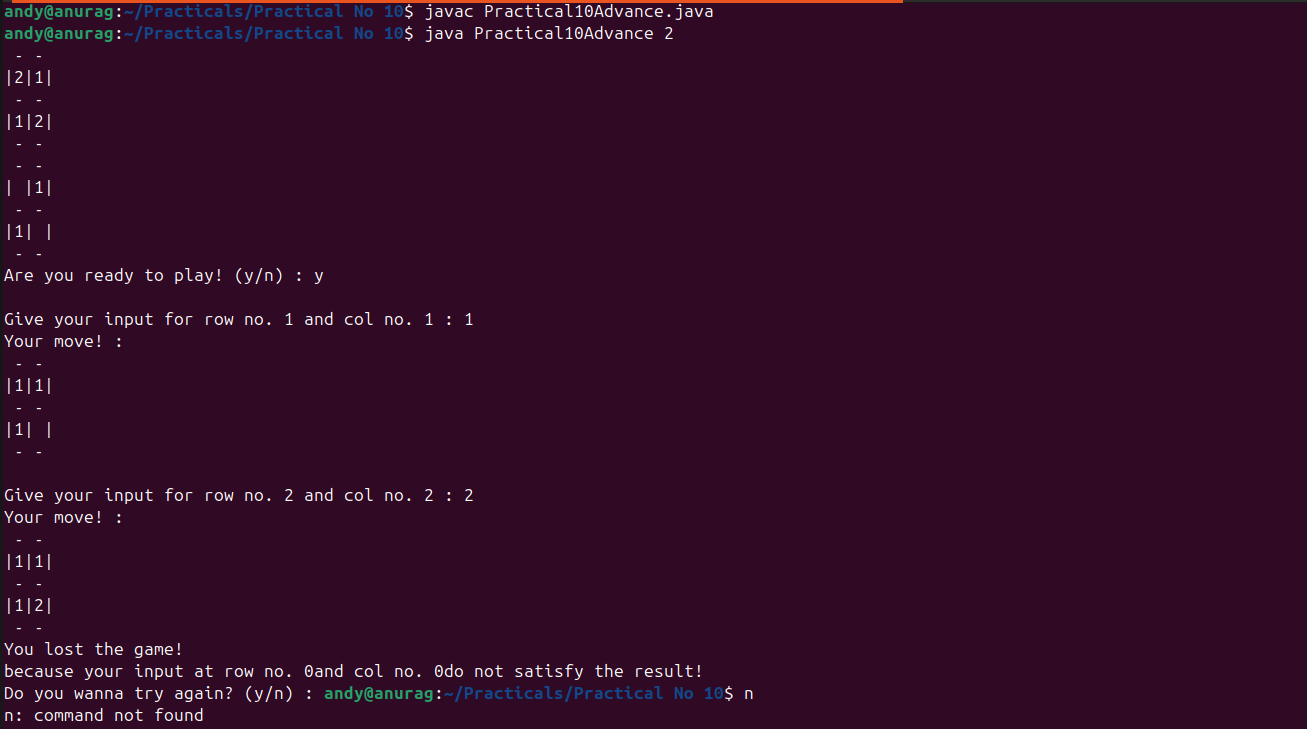 andy@anurag:~/Practicals/Practical No 10$ javac Practical10Advance.java
andy@anurag:~/Practicals/Practical No 10$ java Practical10Advance 2
 - -
|2|1|
 - -
|1|2|
 - -
 - -
| |1|
 - -
|1| |
 - -
Are you ready to play! (y/n) : y

Give your input for row no. 1 and col no. 1 : 1
Your move! :
 - -
|1|1|
 - -
|1| |
 - -

Give your input for row no. 2 and col no. 2 : 2
Your move! :
 - -
|1|1|
 - -
|1|2|
 - -
You lost the game!
because your input at row no. 0and col no. 0do not satisfy the result!
Do you wanna try again? (y/n) : andy@anurag:~/Practicals/Practical No 10$ n
n: command not found